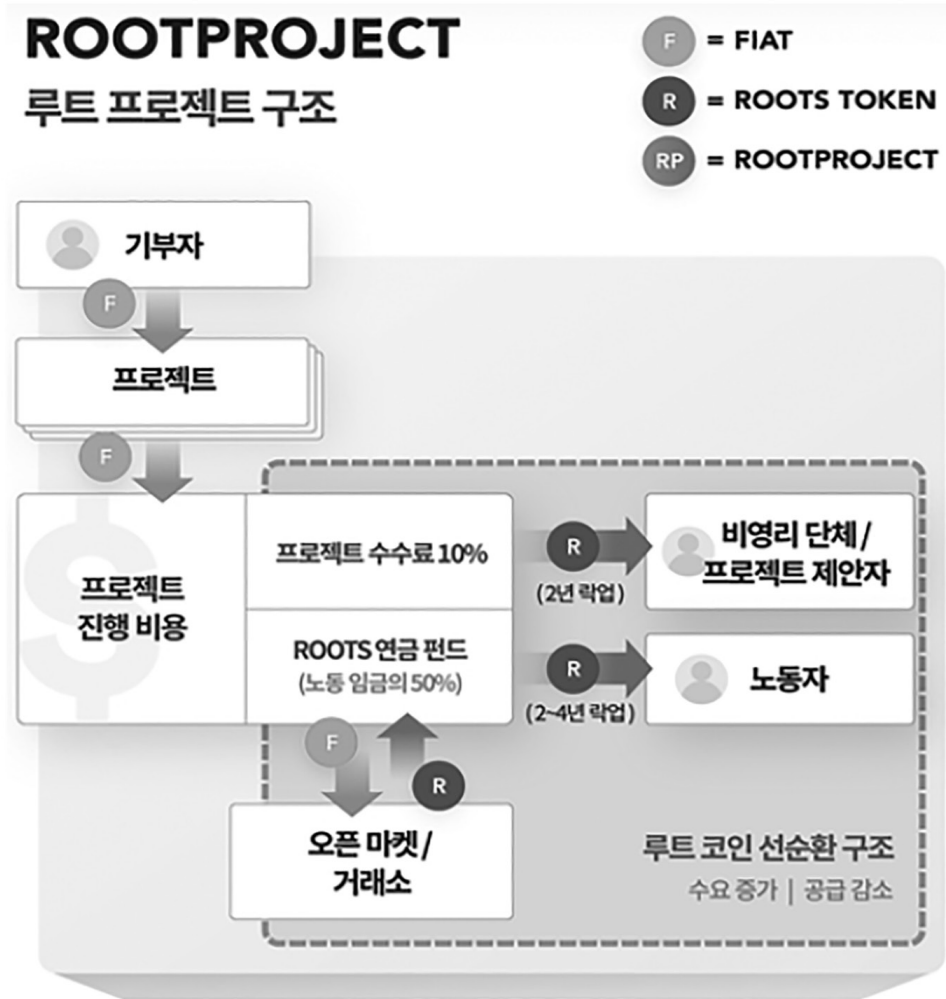 ROOTPROJECT
루트 프로젝트 구조
F = FIAT
R = ROOTS TOKEN
RP = ROOTPROJECT
기부자
F
프로젝트
F
프로젝트
진행 비용
프로젝트 수수료 10%
ROOTS 연금 펀드
(노동 임금의 50%)
R
(2년 락업)
비영리 단체 /
프로젝트 제안자
R
(2~4년 락업)
노동자
F
R
오픈 마켓 /
거래소
루트 코인 선순환 구조
수요 증가 | 공급 감소